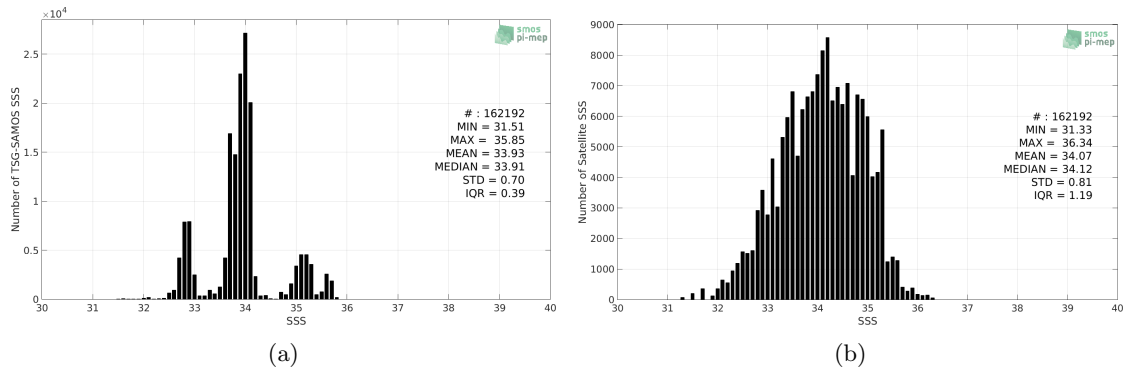 ×10⁴
2.5
2
1.5
1
0.5
0
30 31 32 33 34 35 36 37 38 39 40
SSS
Number of TSG-SAMOS SSS
smos
pi-mep
# : 162192
MIN = 31.51
MAX = 35.85
MEAN = 33.93
MEDIAN = 33.91
STD = 0.70
IQR = 0.39
(a)
9000
8000
7000
6000
5000
4000
3000
2000
1000
0
30 31 32 33 34 35 36 37 38 39 40
SSS
Number of Satellite SSS
smos
pi-mep
# : 162192
MIN = 31.33
MAX = 36.34
MEAN = 34.07
MEDIAN = 34.12
STD = 0.81
IQR = 1.19
(b)